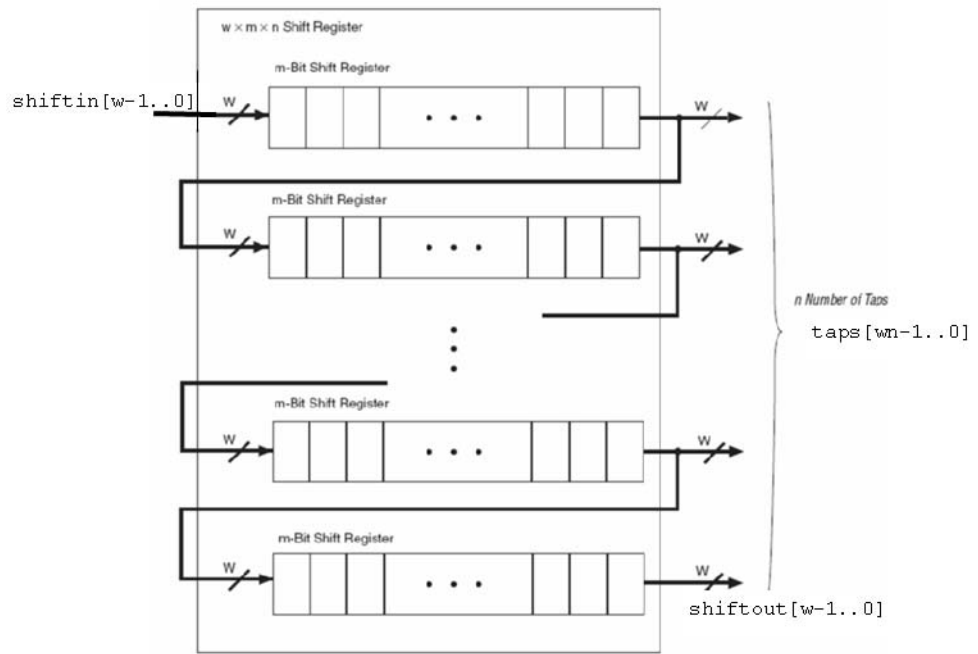 w × m × n Shift Register
m-Bit Shift Register
shiftin[w-1..0]
W
W
m-Bit Shift Register
W
W
n Number of Taps
taps[wn-1..0]
m-Bit Shift Register
W
W
m-Bit Shift Register
W
W
shiftout[w-1..0]